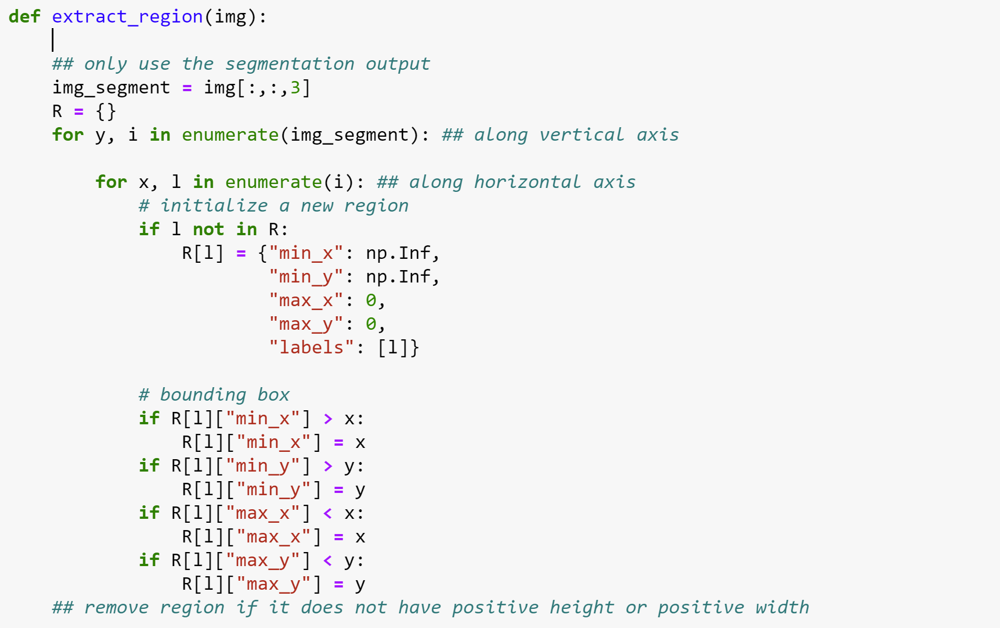 def extract_region(img):
    ## only use the segmentation output
    img_segment = img[:,:,3]
    R = {}
    for y, i in enumerate(img_segment): ## along vertical axis
        for x, l in enumerate(i): ## along horizontal axis
            # initialize a new region
            if l not in R:
                R[l] = {"min_x": np.Inf,
                        "min_y": np.Inf,
                        "max_x": 0,
                        "max_y": 0,
                        "labels": [l]}
            # bounding box
            if R[l]["min_x"] > x:
                R[l]["min_x"] = x
            if R[l]["min_y"] > y:
                R[l]["min_y"] = y
            if R[l]["max_x"] < x:
                R[l]["max_x"] = x
            if R[l]["max_y"] < y:
                R[l]["max_y"] = y
    ## remove region if it does not have positive height or positive width